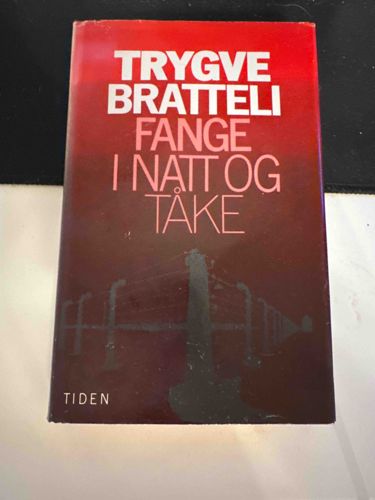 TRYGVE
BRATTELI
FANGE
I NATT OG
TÅKE
TIDEN